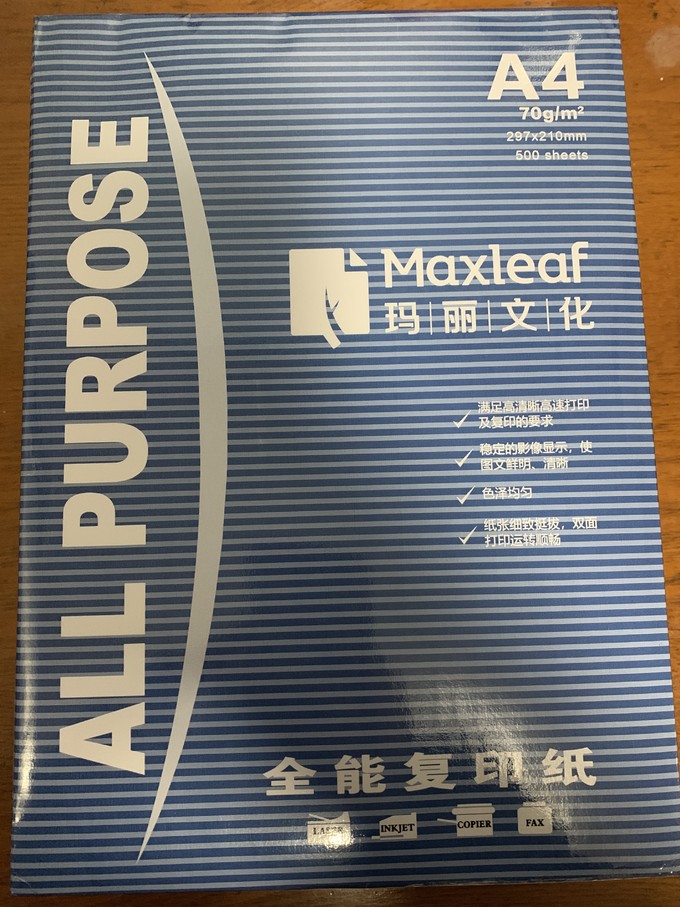 ALL PURPOSE
A4
70g/m²
297x210mm
500 sheets
Maxleaf
玛丽文化
满足高清晰高速打印
及复印的要求
稳定的影像显示，使
图文鲜明、清晰
色泽均匀
纸张细致挺拔，双面
打印运转顺畅
全能复印纸
LASER
INKJET
COPIER
FAX